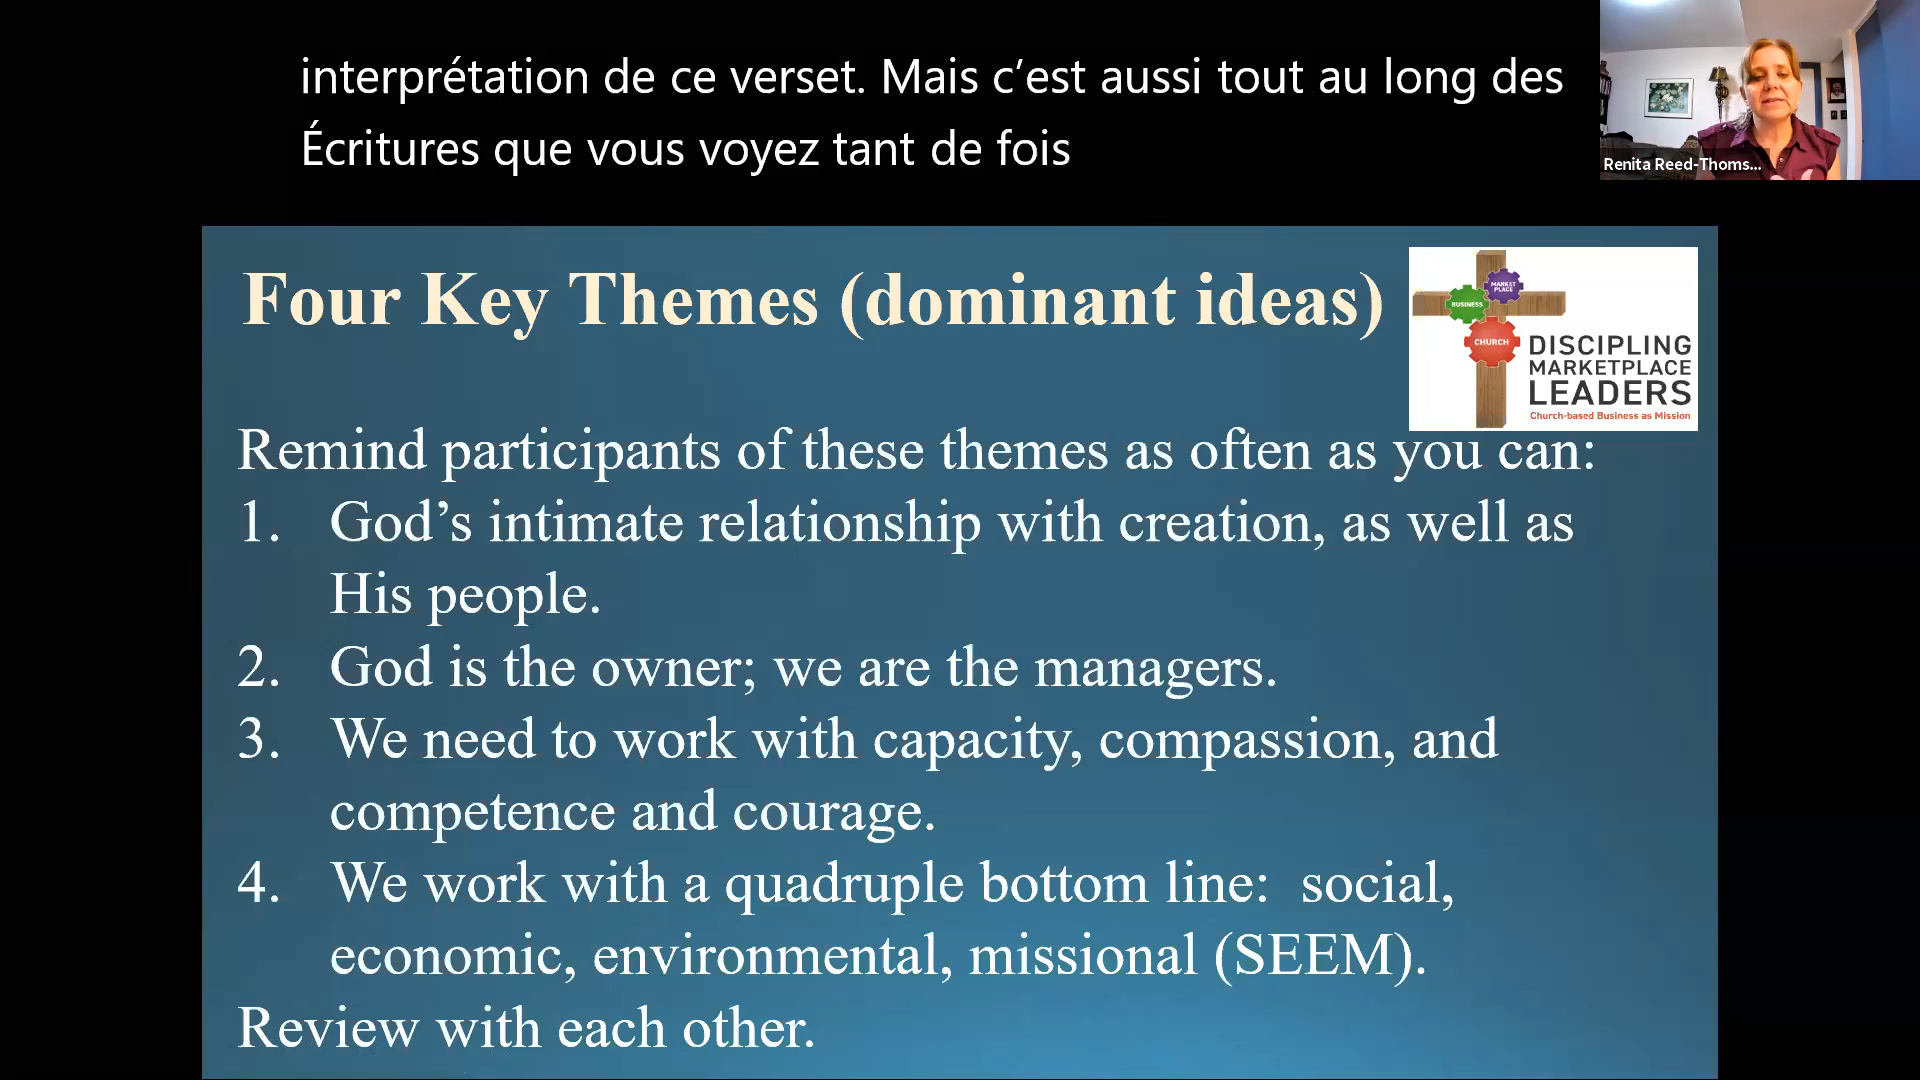 interprétation de ce verset. Mais c’est aussi tout au long des
Écritures que vous voyez tant de fois
Renita Reed-Thoms...
Four Key Themes (dominant ideas)
MARKET
PLACE
BUSINESS
CHURCH
DISCIPLING
MARKETPLACE
LEADERS
Church-based Business as Mission
Remind participants of these themes as often as you can:
1. God’s intimate relationship with creation, as well as
His people.
2. God is the owner; we are the managers.
3. We need to work with capacity, compassion, and
competence and courage.
4. We work with a quadruple bottom line:  social,
economic, environmental, missional (SEEM).
Review with each other.